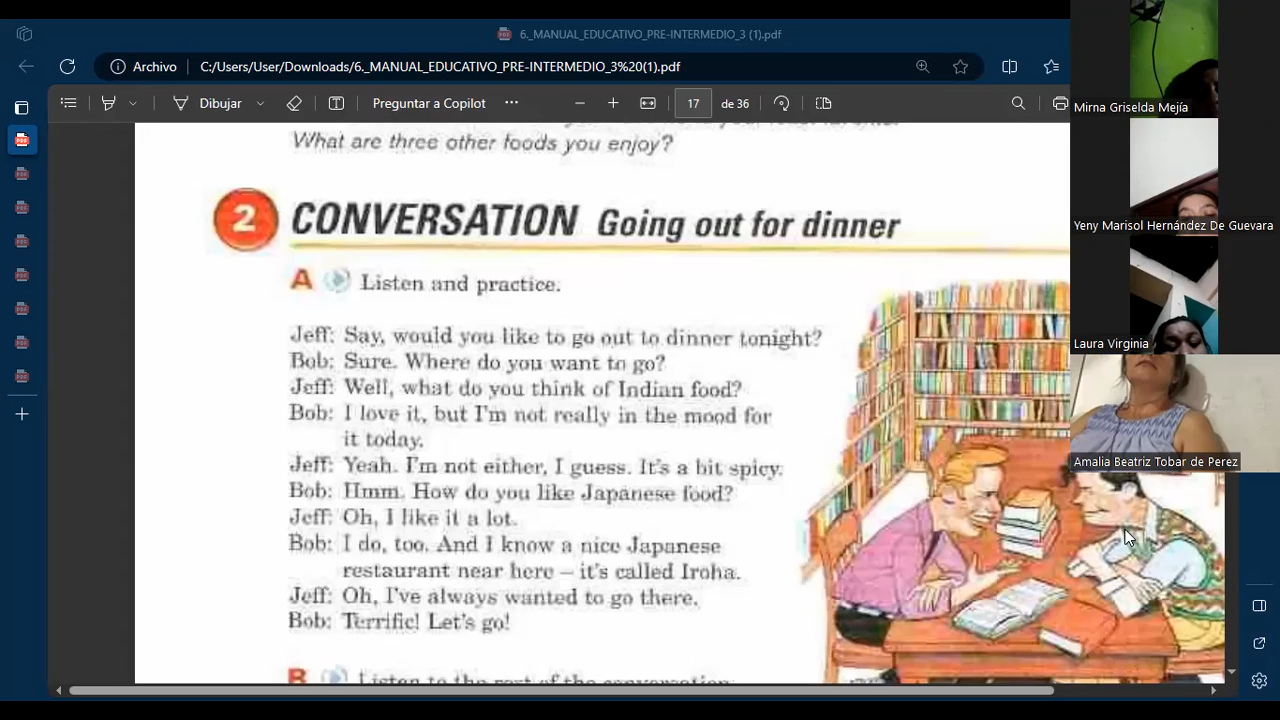 6._MANUAL_EDUCATIVO_PRE-INTERMEDIO_3 (1).pdf
Archivo
C:/Users/User/Downloads/6._MANUAL_EDUCATIVO_PRE-INTERMEDIO_3%20(1).pdf
Dibujar
Preguntar a Copilot
17 de 36
What are three other foods you enjoy?
2 CONVERSATION Going out for dinner
A Listen and practice.
Jeff: Say, would you like to go out to dinner tonight?
Bob: Sure. Where do you want to go?
Jeff: Well, what do you think of Indian food?
Bob: I love it, but I'm not really in the mood for
it today.
Jeff: Yeah. I'm not either, I guess. It's a bit spicy.
Bob: Hmm. How do you like Japanese food?
Jeff: Oh, I like it a lot.
Bob: I do, too. And I know a nice Japanese
restaurant near here – it's called Iroha.
Jeff: Oh, I've always wanted to go there.
Bob: Terrific! Let's go!
B Listen to the rest of the conversation.
Mirna Griselda Mejía
Yeny Marisol Hernández De Guevara
Laura Virginia
Amalia Beatriz Tobar de Perez